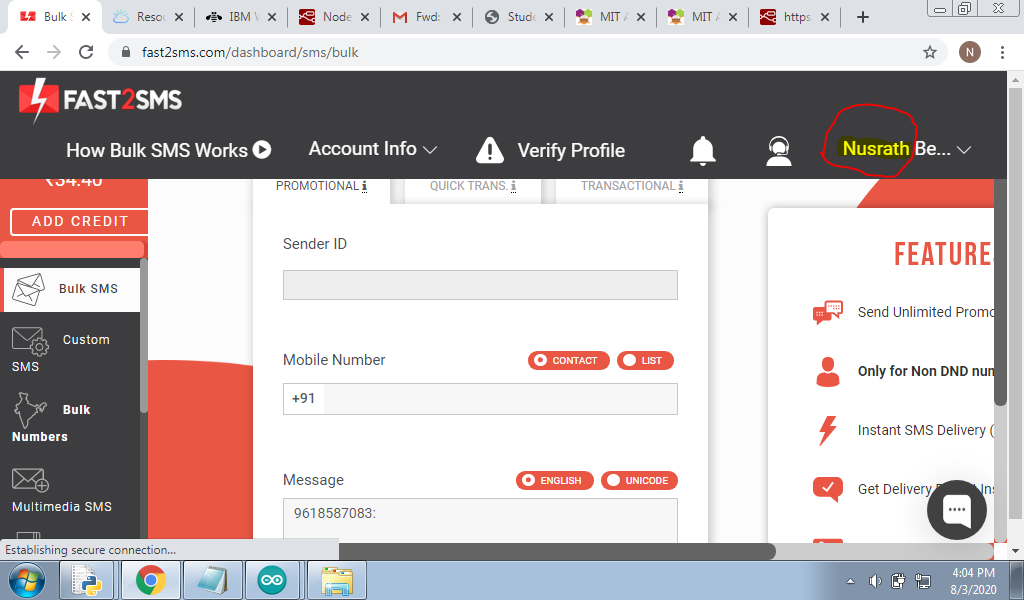 Bulk S
Resou
IBM W
Node
Fwd:
Stude
MIT A
MIT A
https
fast2sms.com/dashboard/sms/bulk
N
FAST2SMS
How Bulk SMS Works
Account Info
Verify Profile
Nusrath Be...
₹34.40
ADD CREDIT
Bulk SMS
Custom
SMS
Bulk
Numbers
Multimedia SMS
PROMOTIONAL i
QUICK TRANS. i
TRANSACTIONAL i
Sender ID
Mobile Number
CONTACT
LIST
+91
Message
ENGLISH
UNICODE
9618587083:
FEATURE
Send Unlimited Promo
Only for Non DND num
Instant SMS Delivery (
Get Delivery
Ins
Establishing secure connection...
4:04 PM
8/3/2020